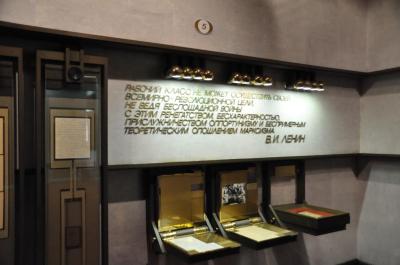 5
РАБОЧИЙ КЛАСС НЕ МОЖЕТ ОСУЩЕСТВИТЬ СВОЕЙ
ВСЕМИРНО-РЕВОЛЮЦИОННОЙ ЦЕЛИ,
НЕ ВЕДЯ БЕСПОЩАДНОЙ ВОЙНЫ
С ЭТИМ РЕНЕГАТСТВОМ, БЕСХАРАКТЕРНОСТЬЮ,
ПРИСЛУЖНИЧЕСТВОМ ОППОРТУНИЗМУ И БЕСПРИМЕРНЫМ
ТЕОРЕТИЧЕСКИМ ОПОШЛЕНИЕМ МАРКСИЗМА.
В.И. ЛЕНИН